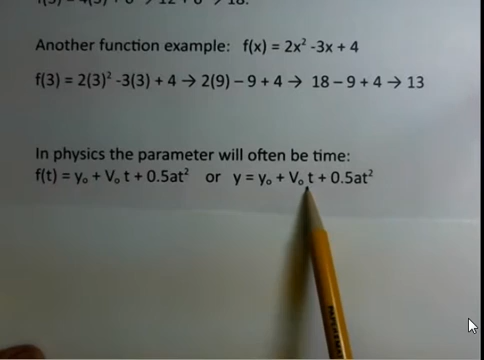 Another function example: f(x) = 2x² -3x + 4
f(3) = 2(3)² -3(3) + 4 → 2(9) – 9 + 4 → 18 – 9 + 4 → 13
In physics the parameter will often be time:
f(t) = y₀ + V₀ t + 0.5at² or y = y₀ + V₀ t + 0.5at²